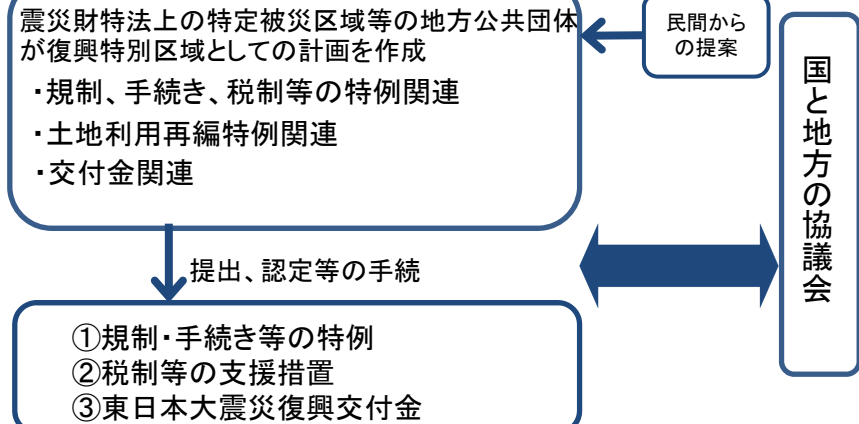 震災財特法上の特定被災区域等の地方公共団体
が復興特別区域としての計画を作成
・規制、手続き、税制等の特例関連
・土地利用再編特例関連
・交付金関連
民間から
の提案
国と地方の協議会
提出、認定等の手続
①規制・手続き等の特例
②税制等の支援措置
③東日本大震災復興交付金